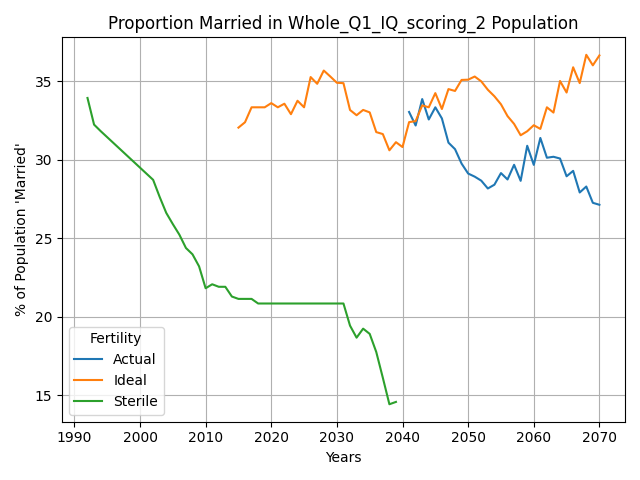 Proportion Married in Whole_Q1_IQ_scoring_2 Population
% of Population 'Married'
35
30
25
20
15
Fertility
Actual
Ideal
Sterile
1990 2000 2010 2020 2030 2040 2050 2060 2070
Years